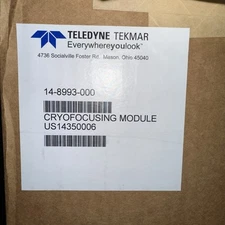 TELEDYNE TEKMAR
Everywhereyoulook
4736 Socialville Foster Rd. Mason, Ohio 45040
14-8993-000
CRYOFOCUSING MODULE
US14350006